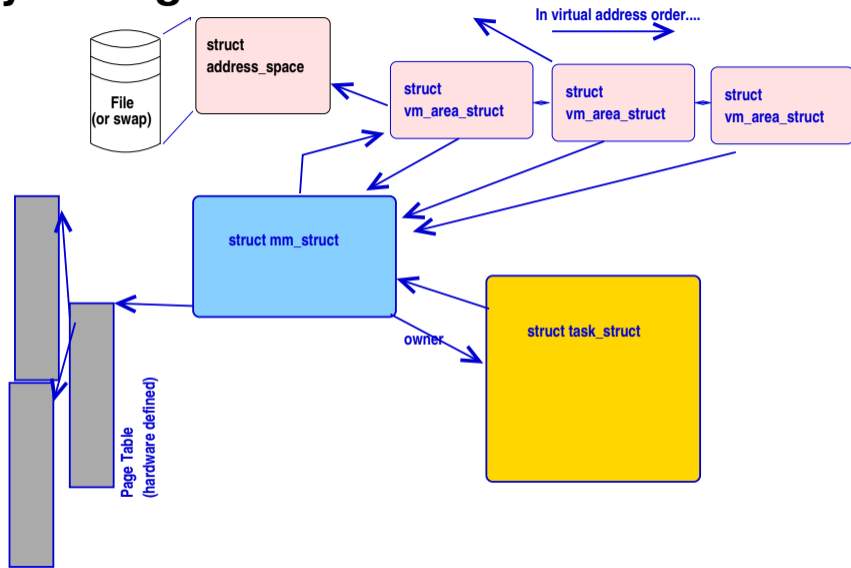 In virtual address order....
struct
address_space
struct
vm_area_struct
struct
vm_area_struct
struct
vm_area_struct
File
(or swap)
struct mm_struct
owner
struct task_struct
Page Table
(hardware defined)